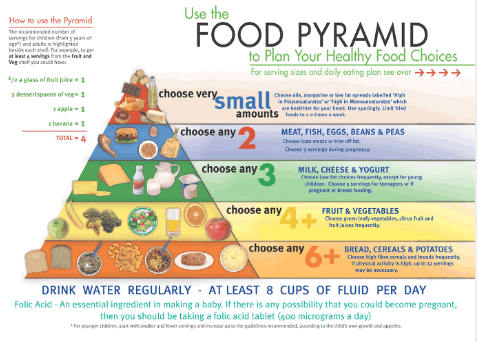 How to use the Pyramid
The recommended number of
servings for children (from 5 years of
age*) and adults is highlighted
beside each shelf. For example, to get
at least 4 servings from the Fruit and
Veg shelf you could have:
1/2 a glass of fruit juice = 1
3 dessertspoons of veg = 1
1 apple = 1
1 banana = 1
TOTAL = 4
Use the
FOOD PYRAMID
to Plan Your Healthy Food Choices
For serving sizes and daily eating plan see over
choose very
small
amounts
Choose oils, margarine or low fat spreads labelled 'high
in Polyunsaturates' or 'high in Monounsaturates' which
are healthier for your heart. Use sparingly. Limit fried
foods to 1-2 times a week.
choose any
2
MEAT, FISH, EGGS, BEANS & PEAS
Choose lean meats or trim off fat.
Choose 3 servings during pregnancy.
choose any
3
MILK, CHEESE & YOGURT
Choose low fat choices frequently, except for young
children. Choose 5 servings for teenagers or if
pregnant or breast feeding.
choose any
4+
FRUIT & VEGETABLES
Choose green leafy vegetables, citrus fruit and
fruit juices frequently.
choose any
6+
BREAD, CEREALS & POTATOES
Choose high fibre cereals and breads frequently.
If physical activity is high, up to 12 servings
may be necessary.
DRINK WATER REGULARLY - AT LEAST 8 CUPS OF FLUID PER DAY
Folic Acid - An essential ingredient in making a baby. If there is any possibility that you could become pregnant,
then you should be taking a folic acid tablet (400 micrograms a day)
* For younger children, start with smaller and fewer servings and increase up to the guidelines recommended, according to the child's own growth and appetite.